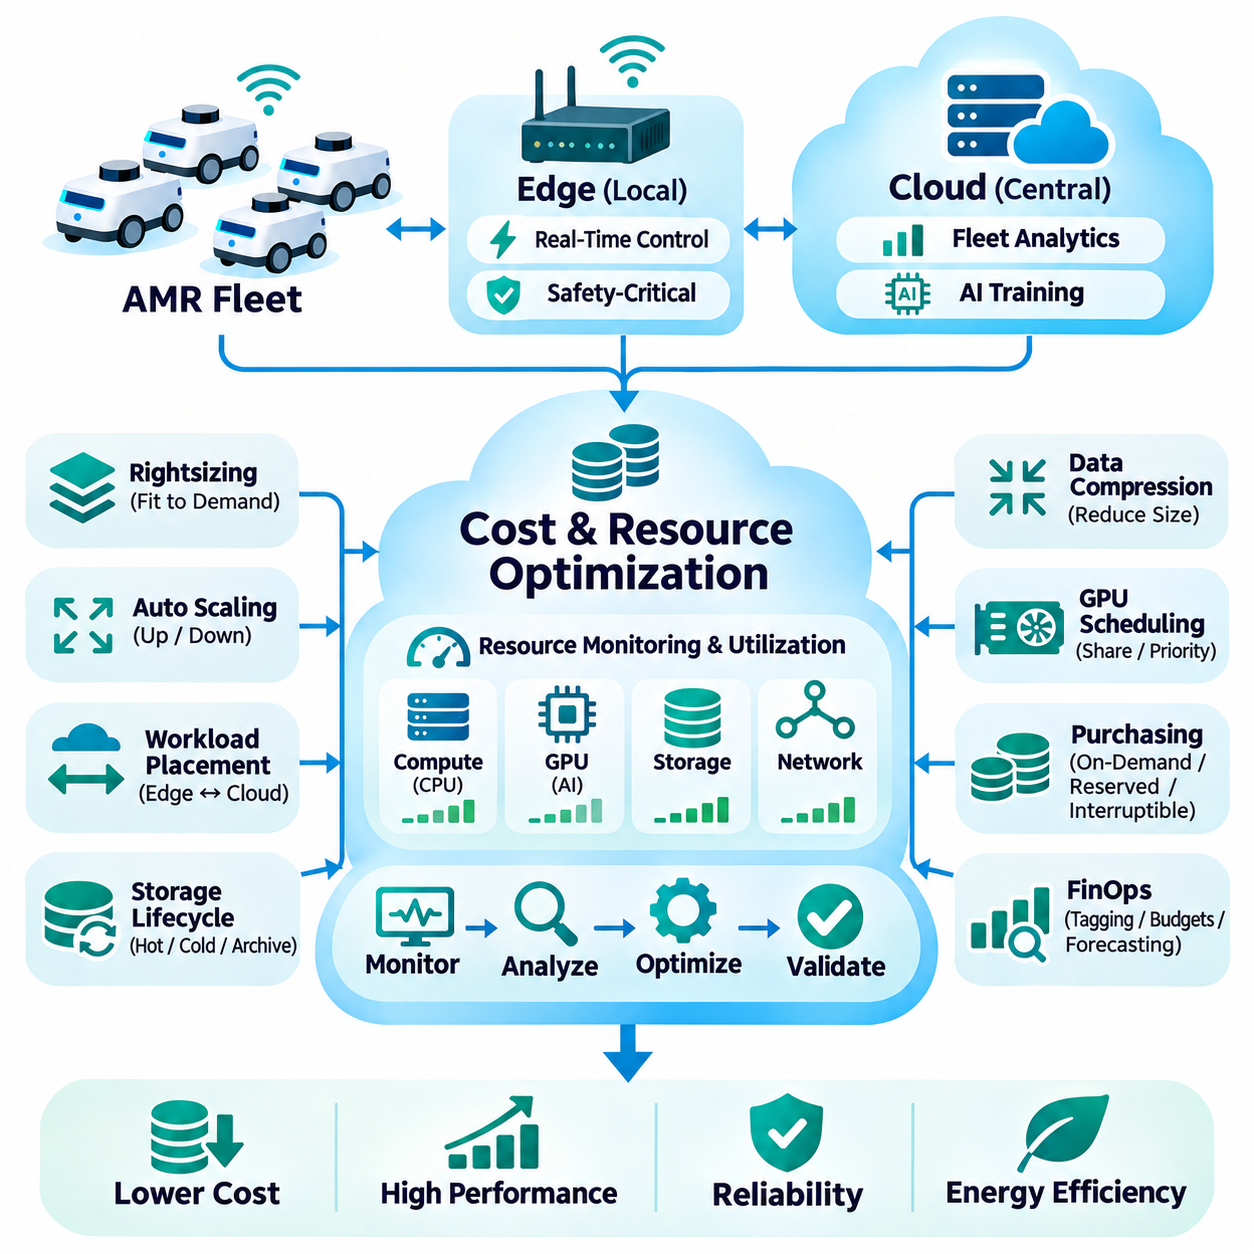 AMR Fleet
Edge (Local)
Real-Time Control
Safety-Critical
Cloud (Central)
Fleet Analytics
AI
AI Training
Rightsizing
(Fit to Demand)
Auto Scaling
(Up / Down)
Workload
Placement
(Edge ↔ Cloud)
Storage
Lifecycle
(Hot / Cold / Archive)
Cost & Resource
Optimization
Resource Monitoring & Utilization
Compute
(CPU)
GPU
(AI)
Storage
Network
Monitor
Analyze
Optimize
Validate
Data
Compression
(Reduce Size)
GPU
Scheduling
(Share / Priority)
Purchasing
(On-Demand /
Reserved /
Interruptible)
FinOps
(Tagging / Budgets /
Forecasting)
Lower Cost
High Performance
Reliability
Energy Efficiency